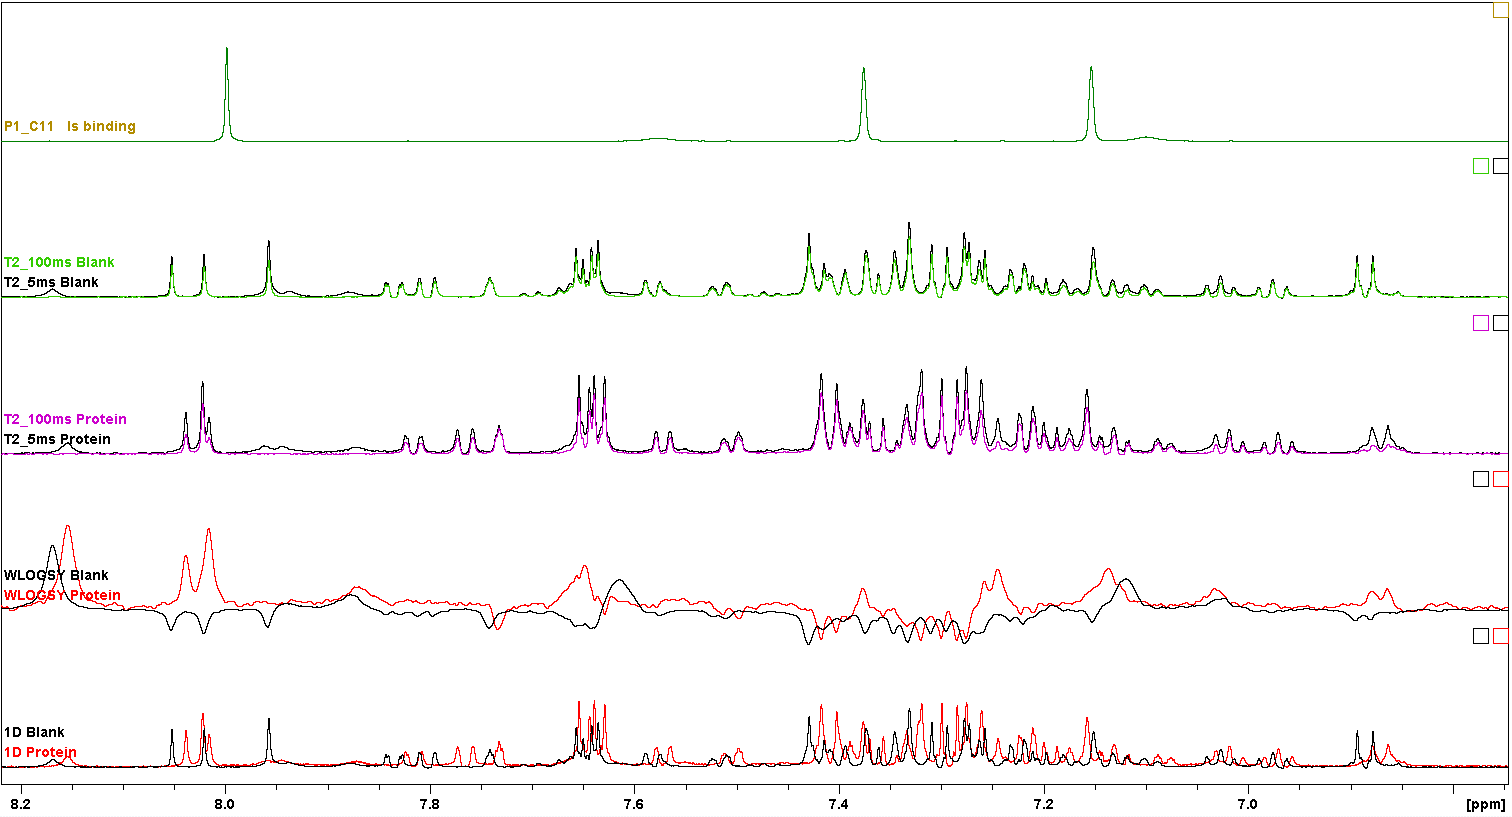 P1_C11 Is binding
T2_100ms Blank
T2_5ms Blank
T2_100ms Protein
T2_5ms Protein
WLOGSY Blank
WLOGSY Protein
1D Blank
1D Protein
8.2 8.0 7.8 7.6 7.4 7.2 7.0 [ppm]